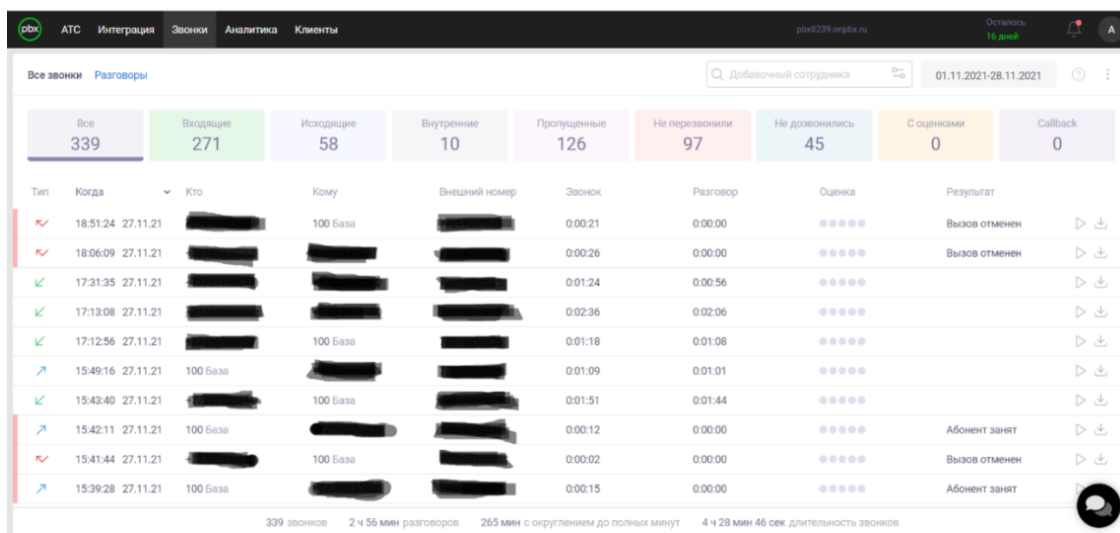 pbx АТС Интеграция Звонки Аналитика Клиенты pbx8239.onpbx.ru Осталось 16 дней A
Все звонки Разговоры Добавочный сотрудника 01.11.2021-28.11.2021 ?
Все Входящие Исходящие Внутренние Пропущенные Не перезвонили Не дозвонились С оценками Callback
339 271 58 10 126 97 45 0 0
Тип Когда Кто Кому Внешний номер Звонок Разговор Оценка Результат
18:51:24 27.11.21 100 База 0:00:21 0:00:00 Вызов отменен
18:06:09 27.11.21 0:00:26 0:00:00 Вызов отменен
17:31:35 27.11.21 0:01:24 0:00:56
17:13:08 27.11.21 0:02:36 0:02:06
17:12:56 27.11.21 100 База 0:01:18 0:01:08
15:49:16 27.11.21 100 База 0:01:09 0:01:01
15:43:40 27.11.21 100 База 0:01:51 0:01:44
15:42:11 27.11.21 100 База 0:00:12 0:00:00 Абонент занят
15:41:44 27.11.21 100 База 0:00:02 0:00:00 Вызов отменен
15:39:28 27.11.21 100 База 0:00:15 0:00:00 Абонент занят
339 звонков 2 ч 56 мин разговоров 265 мин с округлением до полных минут 4 ч 28 мин 46 сек длительность звонков